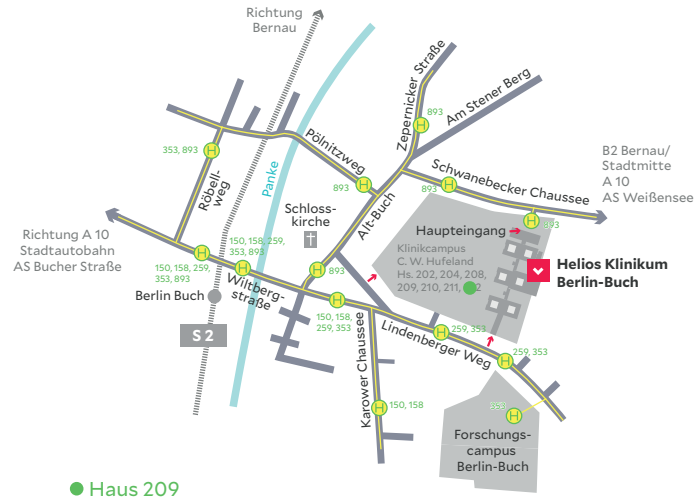 Richtung
Bernau
Zepernicker Straße
Am Stener Berg
H 893
353, 893 H
Pölnitzweg
B2 Bernau/
Stadtmitte
A 10
AS Weißensee
Panke
Röbell-
weg
893 H
893 H
Schwanebecker Chaussee
Schloss-
kirche
Alt-Buch
H
893
Haupteingang
Richtung A 10
Stadtautobahn
AS Bucher Straße
150, 158, 259,
353, 893
H
Klinikcampus
C. W. Hufeland
Hs. 202, 204, 208,
209, 210, 211,
Helios Klinikum
Berlin-Buch
H
150, 158, 259,
353, 893
H 893
Wiltberg-
straße
Berlin Buch
H
150, 158,
259, 353
S 2
H 259, 353
Lindenberger Weg
H 259, 353
Karower Chaussee
H 150, 158
353
H
Forschungs-
campus
Berlin-Buch
Haus 209